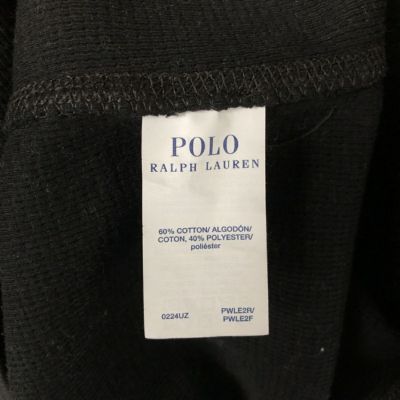 POLO
RALPH LAUREN
60% COTTON/ ALGODÓN/
COTON, 40% POLYESTER/
poliéster
0224UZ
PWLE2R/
PWLE2F